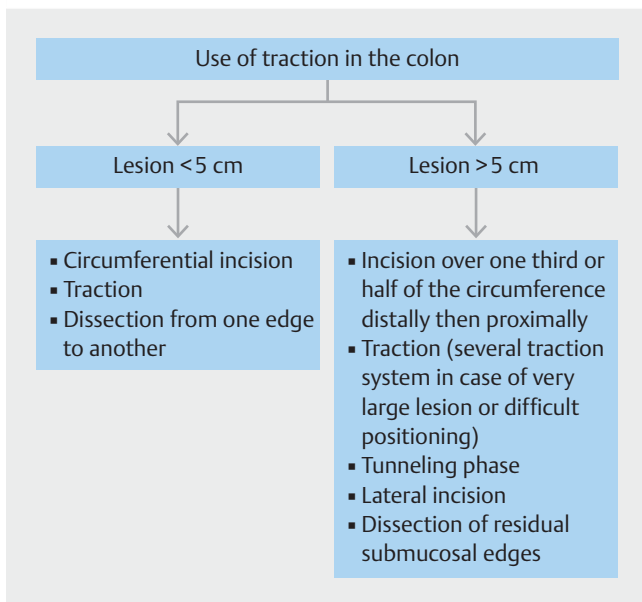 Use of traction in the colon
Lesion <5 cm
Lesion >5 cm
▪ Circumferential incision
▪ Traction
▪ Dissection from one edge
to another
▪ Incision over one third or
half of the circumference
distally then proximally
▪ Traction (several traction
system in case of very
large lesion or difficult
positioning)
▪ Tunneling phase
▪ Lateral incision
▪ Dissection of residual
submucosal edges